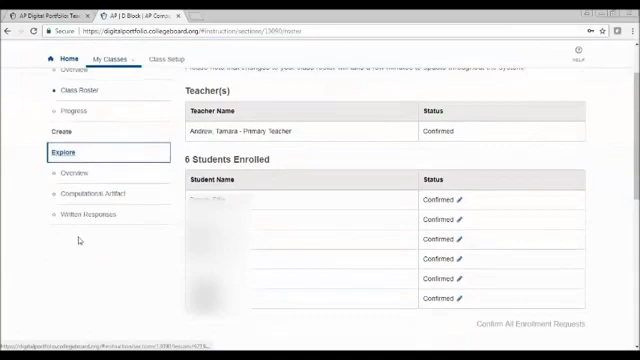 AP Digital Portfolio: Tea
AP | D Block | AP Compu
Secure https://digitalportfolio.collegeboard.org/#instruction/sections/13090/roster
Home My Classes Class Setup
HELP
Overview
Class Roster
Progress
Create
Explore
Overview
Computational Artifact
Written Responses
Teacher(s)
Teacher Name Status
Andrew, Tamara - Primary Teacher Confirmed
6 Students Enrolled
Student Name Status
Confirmed
Confirmed
Confirmed
Confirmed
Confirmed
Confirmed
Confirm All Enrollment Requests